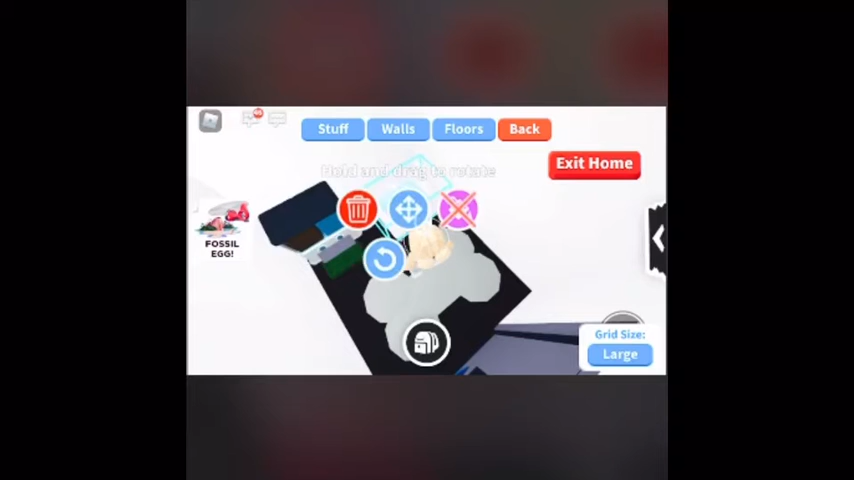 Stuff
Walls
Floors
Back
Exit Home
Hold and drag to rotate
FOSSIL
EGG!
Grid Size:
Large